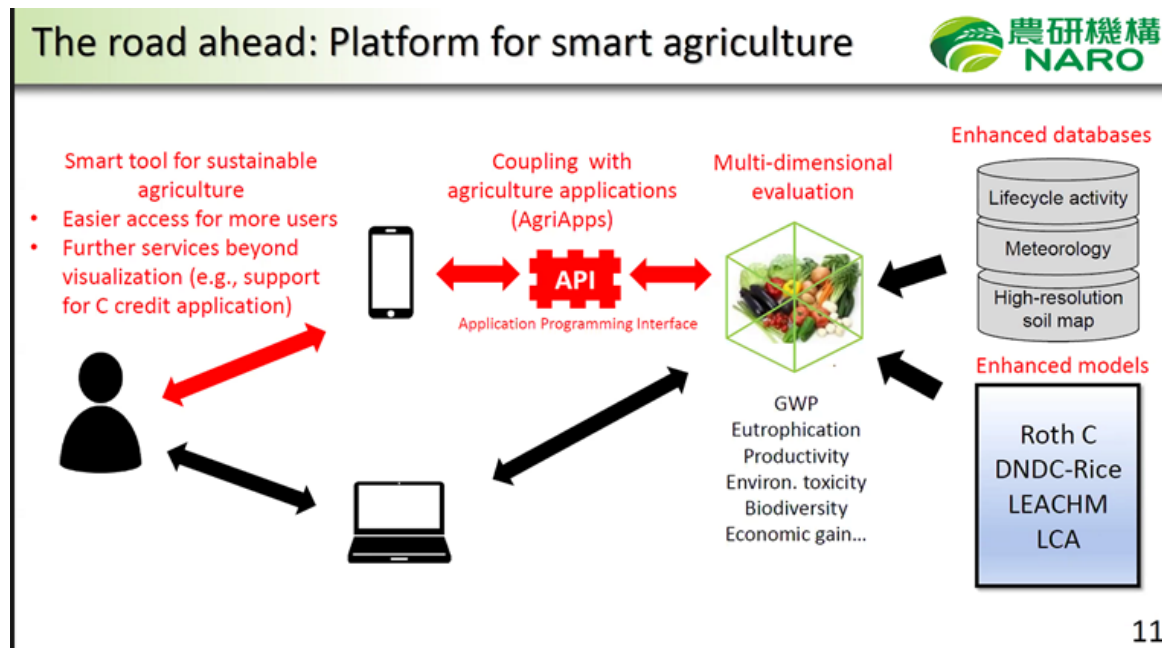 The road ahead: Platform for smart agriculture
農研機構
NARO
Smart tool for sustainable
agriculture
• Easier access for more users
• Further services beyond
visualization (e.g., support
for C credit application)
Coupling with
agriculture applications
(AgriApps)
API
Application Programming Interface
Multi-dimensional
evaluation
GWP
Eutrophication
Productivity
Environ. toxicity
Biodiversity
Economic gain...
Enhanced databases
Lifecycle activity
Meteorology
High-resolution
soil map
Enhanced models
Roth C
DNDC-Rice
LEACHM
LCA
11